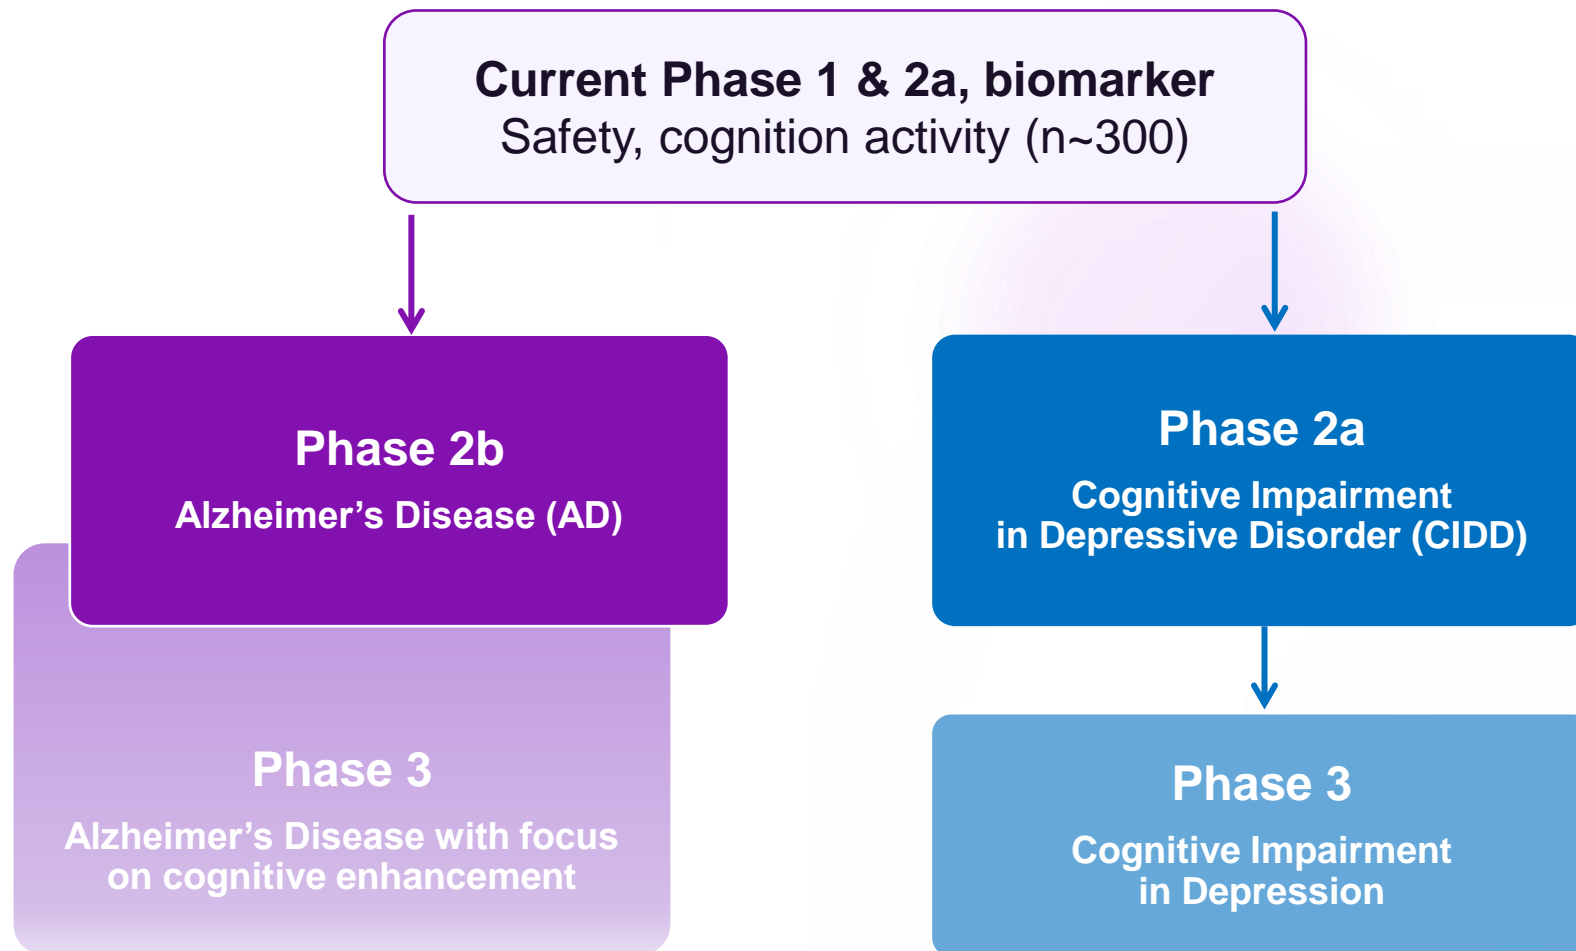 Current Phase 1 & 2a, biomarker
Safety, cognition activity (n~300)
Phase 2b
Alzheimer’s Disease (AD)
Phase 3
Alzheimer’s Disease with focus
on cognitive enhancement
Phase 2a
Cognitive Impairment
in Depressive Disorder (CIDD)
Phase 3
Cognitive Impairment
in Depression